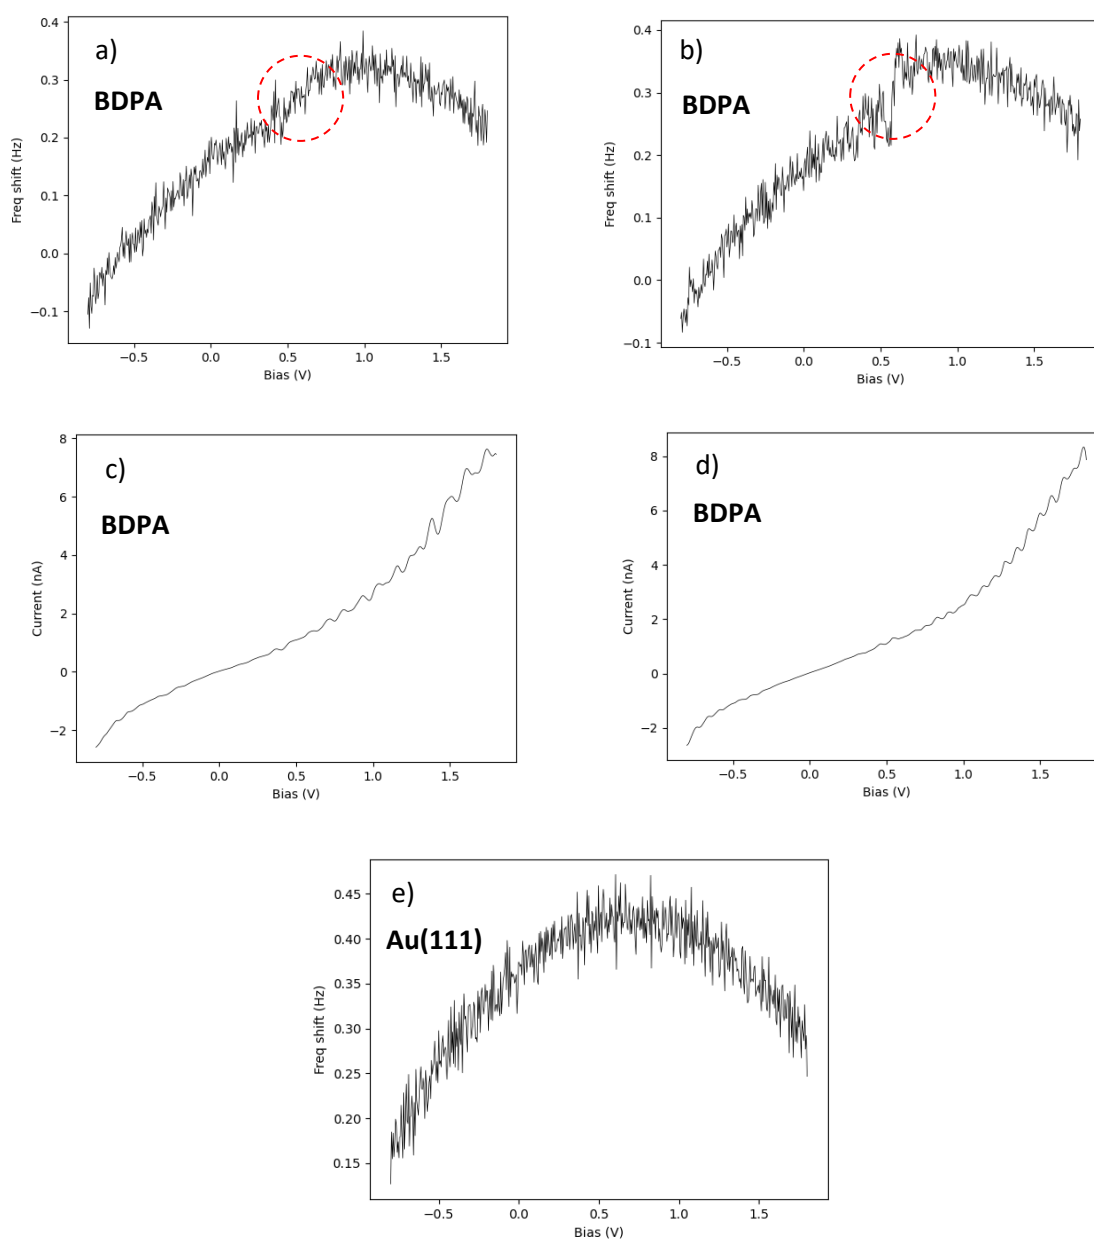 a)
BDPA
Freq shift (Hz)
0.4
0.3
0.2
0.1
0.0
−0.1
−0.5
0.0
0.5
1.0
1.5
Bias (V)
b)
BDPA
Freq shift (Hz)
0.4
0.3
0.2
0.1
0.0
−0.1
−0.5
0.0
0.5
1.0
1.5
Bias (V)
c)
BDPA
Current (nA)
8
6
4
2
0
−2
−0.5
0.0
0.5
1.0
1.5
Bias (V)
d)
BDPA
Current (nA)
8
6
4
2
0
−2
−0.5
0.0
0.5
1.0
1.5
Bias (V)
e)
Au(111)
Freq shift (Hz)
0.45
0.40
0.35
0.30
0.25
0.20
0.15
−0.5
0.0
0.5
1.0
1.5
Bias (V)